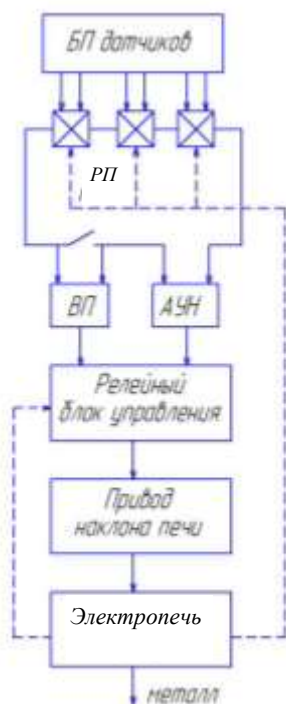 БП датчиков
РП
ВП
АУН
Релейный
блок управления
Привод
наклона печи
Электропечь
металл